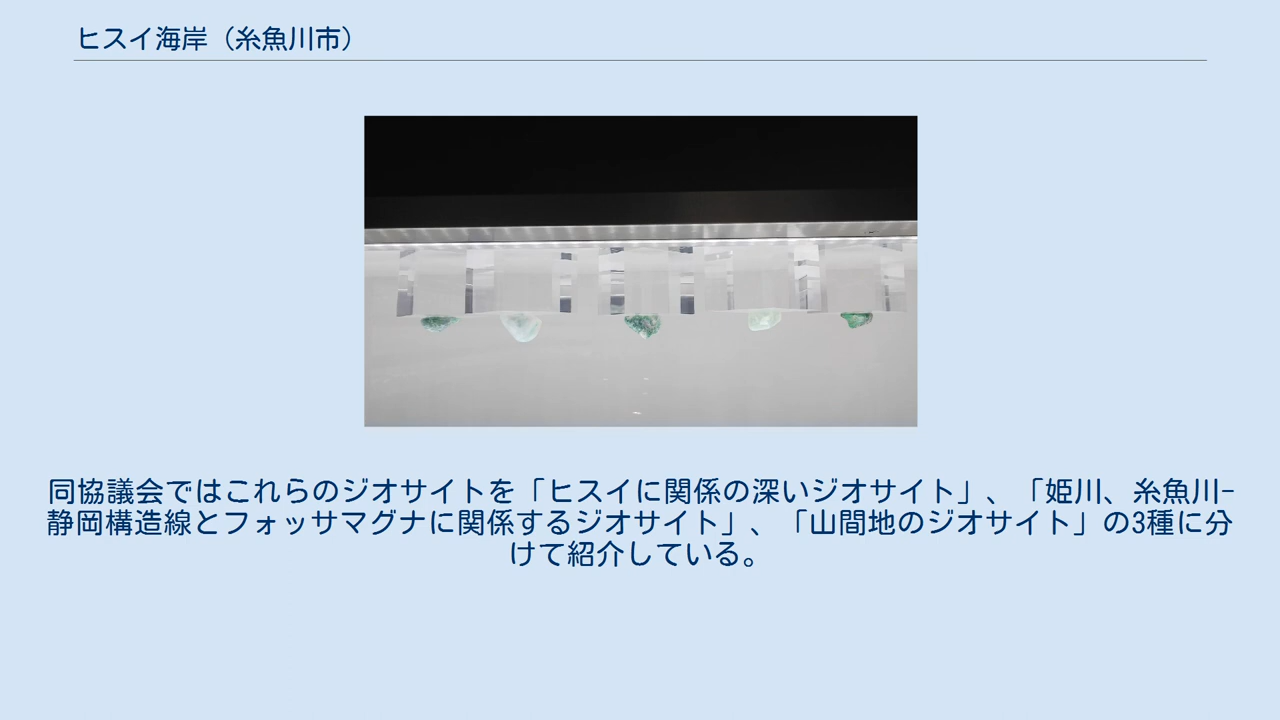 ヒスイ海岸（糸魚川市）
同協議会ではこれらのジオサイトを「ヒスイに関係の深いジオサイト」、「姫川、糸魚川-
静岡構造線とフォッサマグナに関係するジオサイト」、「山間地のジオサイト」の3種に分
けて紹介している。